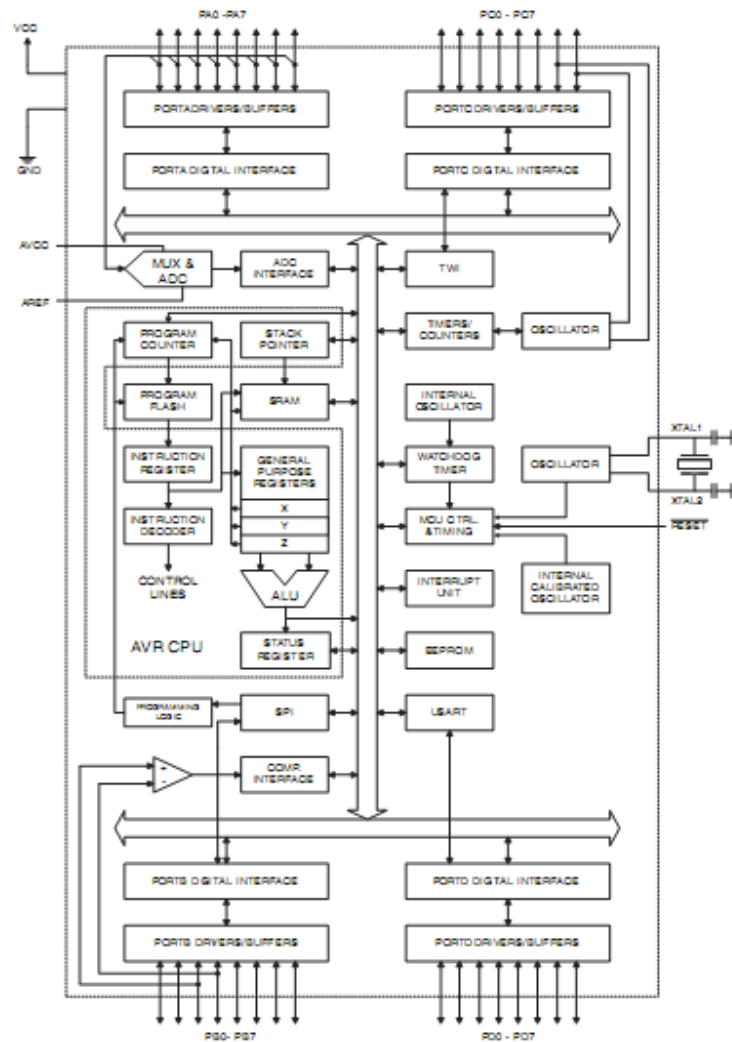 PA0 - PA7
PC0 - PC7
VCC
PORTA DRIVERS/BUFFERS
PORTC DRIVERS/BUFFERS
GND
PORTA DIGITAL INTERFACE
PORTC DIGITAL INTERFACE
AVCC
MUX &
ADC
ADC
INTERFACE
TWI
AREF
PROGRAM
COUNTER
STACK
POINTER
TIMERS/
COUNTERS
OSCILLATOR
PROGRAM
FLASH
SRAM
INTERNAL
OSCILLATOR
XTAL1
INSTRUCTION
REGISTER
GENERAL
PURPOSE
REGISTERS
WATCHDOG
TIMER
OSCILLATOR
XTAL2
X
INSTRUCTION
DECODER
Y
MCU CTRL.
& TIMING
RESET
Z
CONTROL
LINES
ALU
INTERRUPT
UNIT
INTERNAL
CALIBRATED
OSCILLATOR
AVR CPU
STATUS
REGISTER
EEPROM
PROGRAMMING
LOGIC
SPI
USART
+
-
COMP.
INTERFACE
PORTB DIGITAL INTERFACE
PORTD DIGITAL INTERFACE
PORTB DRIVERS/BUFFERS
PORTD DRIVERS/BUFFERS
PB0 - PB7
PD0 - PD7